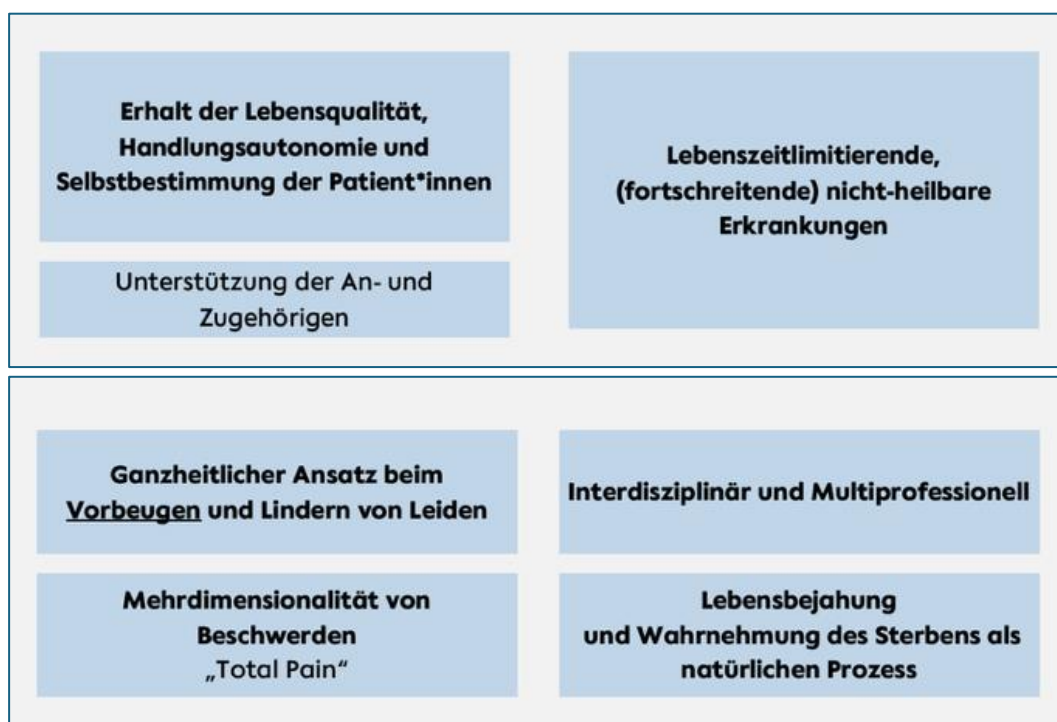 Erhalt der Lebensqualität,
Handlungsautonomie und
Selbstbestimmung der Patient*innen
Unterstützung der An- und
Zugehörigen
Lebenszeitlimitierende,
(fortschreitende) nicht-heilbare
Erkrankungen
Ganzheitlicher Ansatz beim
Vorbeugen und Lindern von Leiden
Interdisziplinär und Multiprofessionell
Mehrdimensionalität von
Beschwerden
„Total Pain“
Lebensbejahung
und Wahrnehmung des Sterbens als
natürlichen Prozess